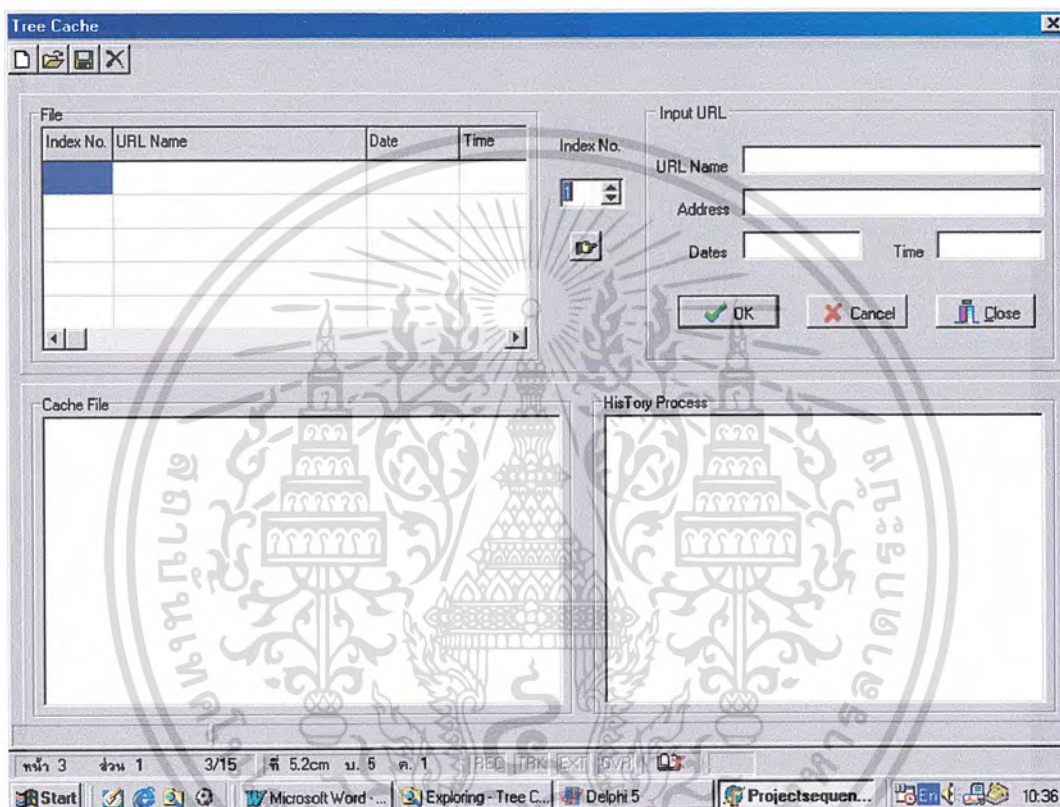 Tree Cache
File
Index No. URL Name Date Time
Index No.
1
Input URL
URL Name
Address
Dates Time
OK Cancel Close
Cache File
HisTory Process
หน้า 3 ส่วน 1 3/15 ที่ 5.2cm บ. 5 ค. 1 REC TRK EXT OVR
Start Microsoft Word - ... Exploring - Tree C... Delphi 5 Projectsequen... En 10:38